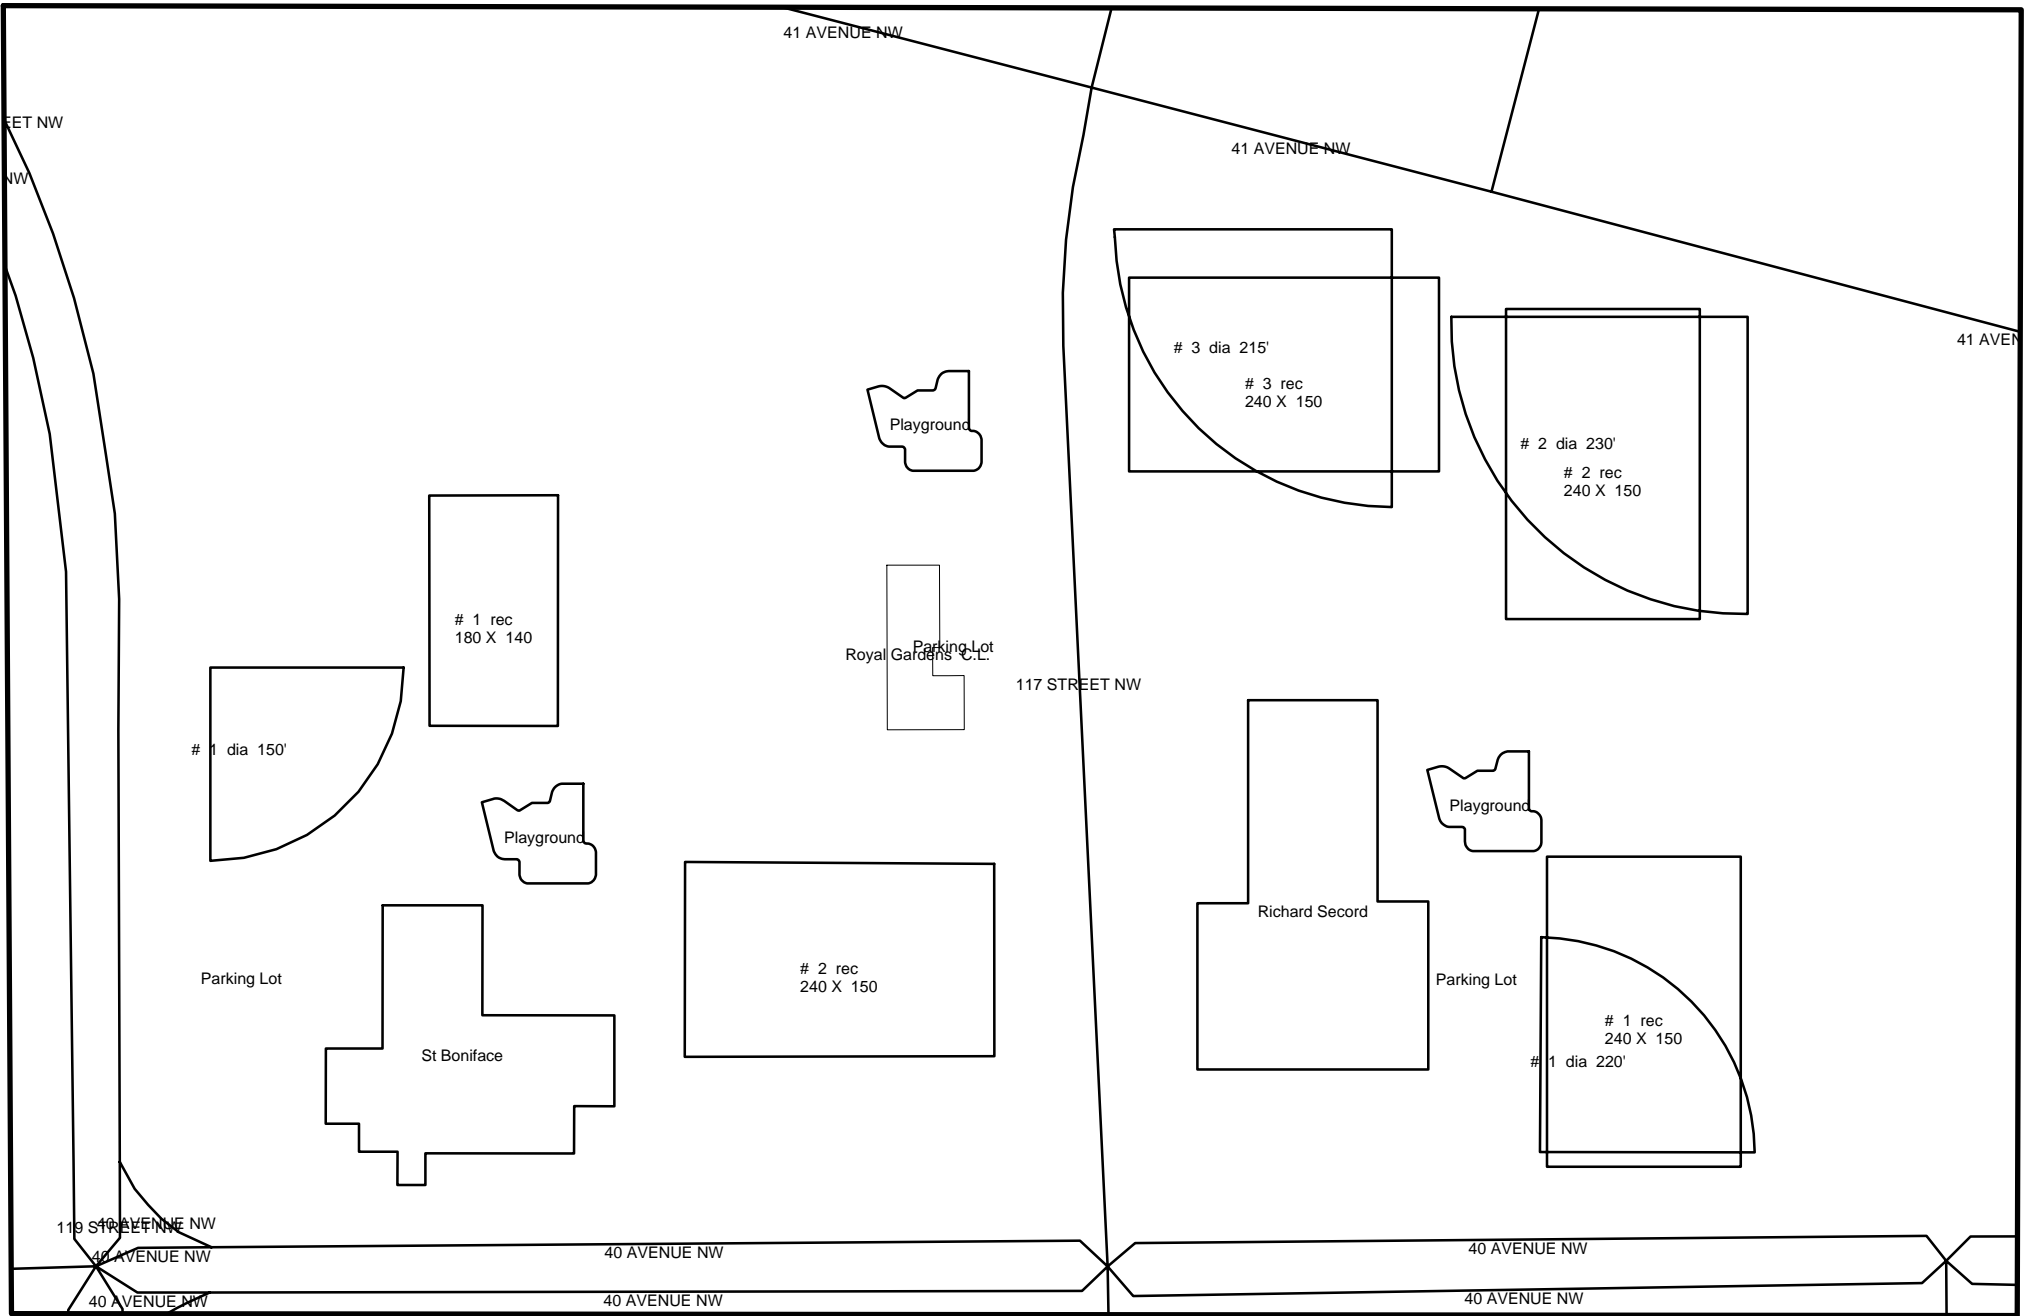 41 AVENUE NW
EET NW
41 AVENUE NW
NW
41 AVEN
# 3 dia 215'
# 3 rec
240 X 150
Playground
# 2 dia 230'
# 2 rec
240 X 150
# 1 rec
180 X 140
Parking Lot
Royal Gardens C.L.
117 STREET NW
# 1 dia 150'
Playground
Playground
Richard Secord
# 2 rec
240 X 150
Parking Lot
Parking Lot
# 1 rec
240 X 150
St Boniface
# 1 dia 220'
40 AVENUE NW
119 STREET NW
40 AVENUE NW
40 AVENUE NW
40 AVENUE NW
40 AVENUE NW
40 AVENUE NW
40 AVENUE NW